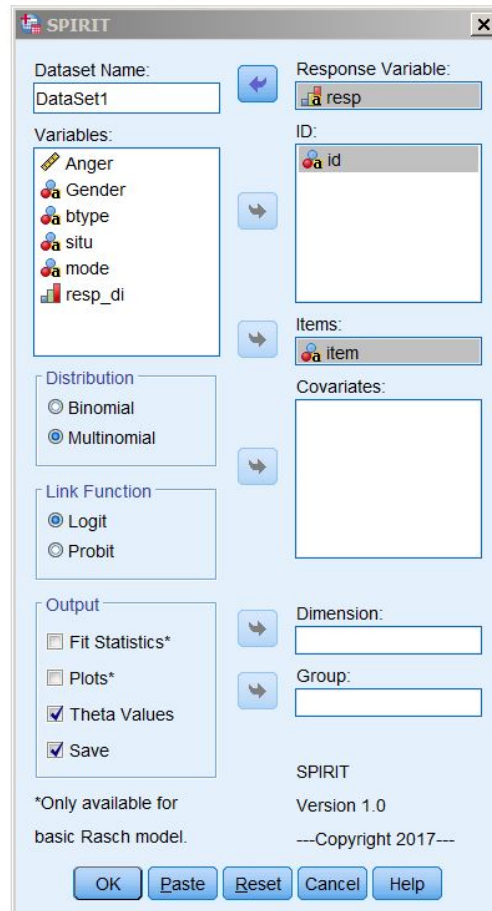 SPIRIT
Dataset Name:
DataSet1
Variables:
Anger
Gender
btype
situ
mode
resp_di
Distribution
Binomial
Multinomial
Link Function
Logit
Probit
Output
Fit Statistics*
Plots*
Theta Values
Save
*Only available for
basic Rasch model.
Response Variable:
resp
ID:
id
Items:
item
Covariates:
Dimension:
Group:
SPIRIT
Version 1.0
---Copyright 2017---
OK Paste Reset Cancel Help